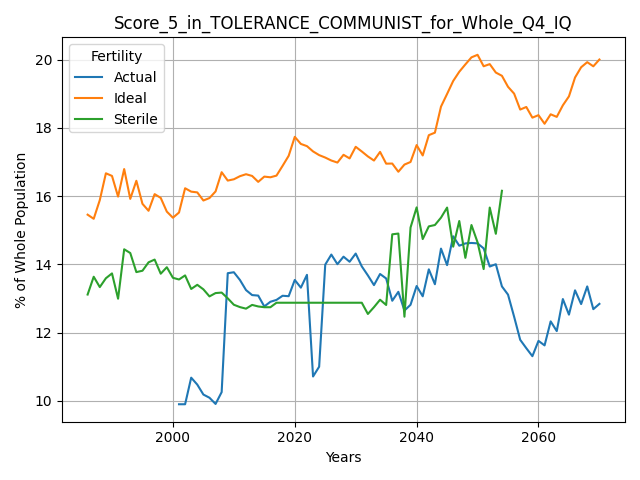 Score_5_in_TOLERANCE_COMMUNIST_for_Whole_Q4_IQ
Fertility
Actual
Ideal
Sterile
% of Whole Population
20
18
16
14
12
10
2000 2020 2040 2060
Years